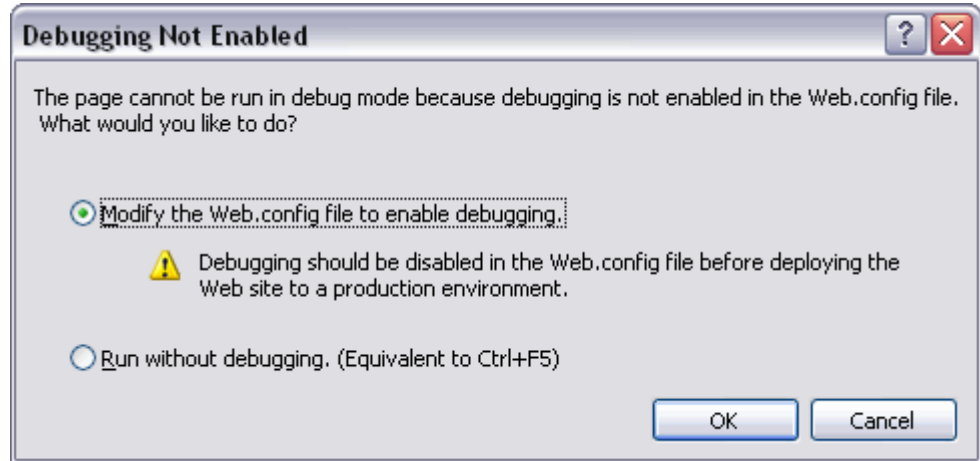 Debugging Not Enabled
The page cannot be run in debug mode because debugging is not enabled in the Web.config file.
What would you like to do?
Modify the Web.config file to enable debugging.
Debugging should be disabled in the Web.config file before deploying the
Web site to a production environment.
Run without debugging. (Equivalent to Ctrl+F5)
OK
Cancel